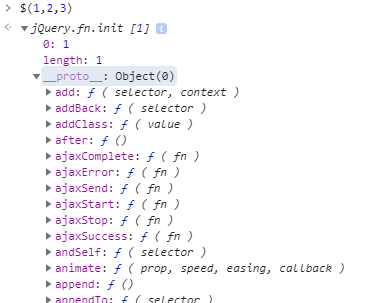 > $(1,2,3)
<· ▼jQuery.fn.init [1] i
0: 1
length: 1
▼__proto__: Object(0)
▶add: ƒ ( selector, context )
▶addBack: ƒ ( selector )
▶addClass: ƒ ( value )
▶after: ƒ ()
▶ajaxComplete: ƒ ( fn )
▶ajaxError: ƒ ( fn )
▶ajaxSend: ƒ ( fn )
▶ajaxStart: ƒ ( fn )
▶ajaxStop: ƒ ( fn )
▶ajaxSuccess: ƒ ( fn )
▶andSelf: ƒ ( selector )
▶animate: ƒ ( prop, speed, easing, callback )
▶append: ƒ ()
▶appendTo: ƒ ( selector )